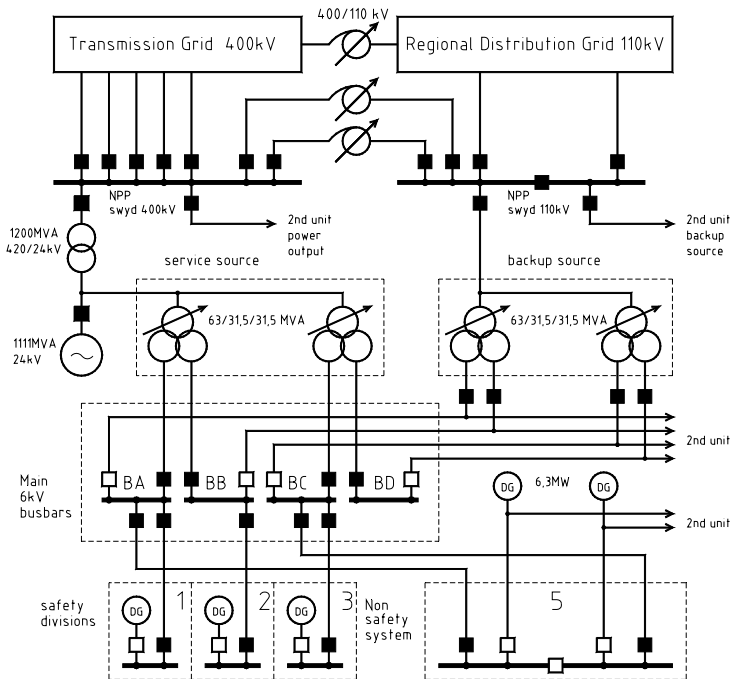 400/110 kV
Transmission Grid 400kV
Regional Distribution Grid 110kV
NPP
swyd 400kV
NPP
swyd 110kV
1200MVA
420/24kV
2nd unit
power
output
2nd unit
backup
source
service source
backup source
63/31,5/31,5 MVA
63/31,5/31,5 MVA
1111MVA
24kV
2nd unit
Main
6kV
busbars
BA
BB
BC
BD
DG
6,3MW
DG
2nd unit
safety
divisions
1
2
3
DG
DG
DG
Non
safety
system
5